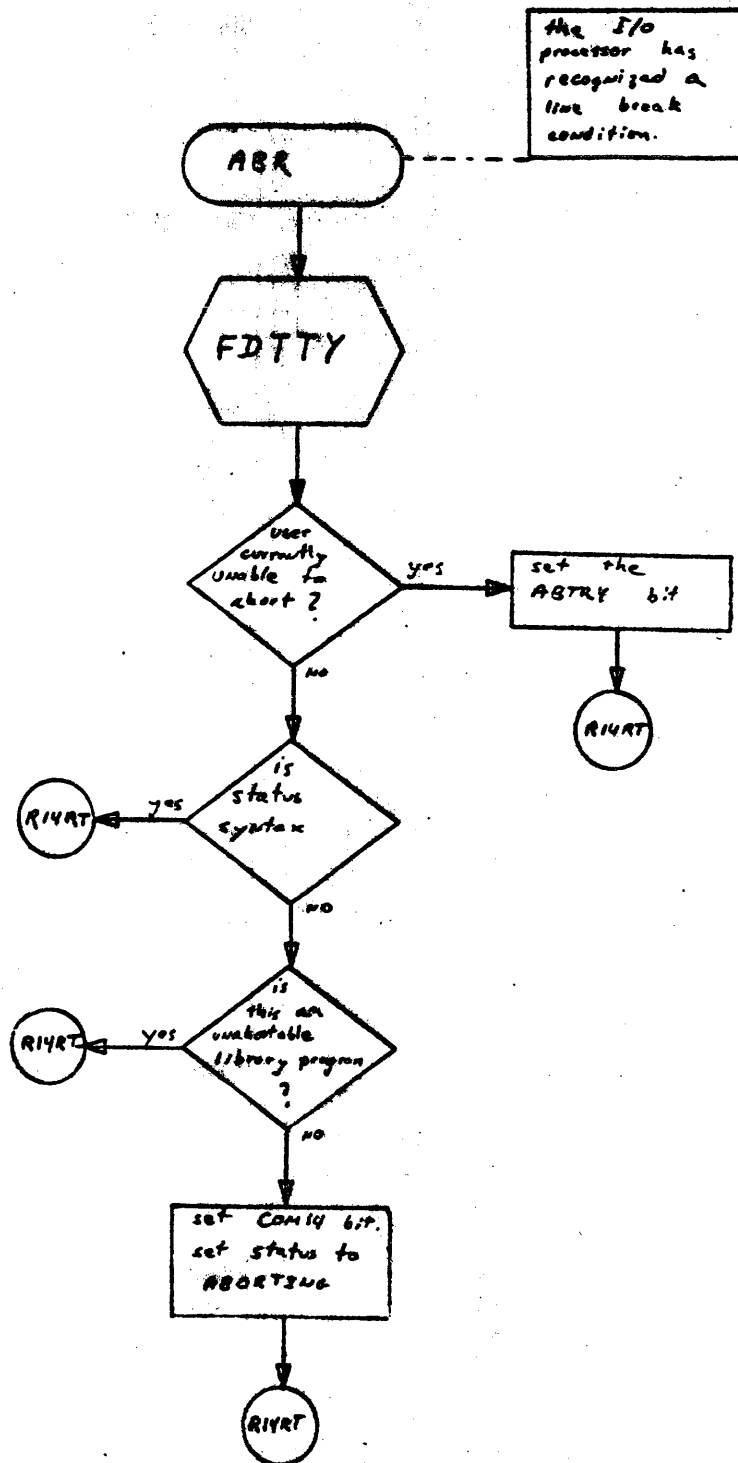 the I/O
processor has
recognized a
line break
condition.
ABR
FDTTY
user
currently
unable to
abort ?
yes
set the
ABTRY bit
NO
R14RT
is
status
syntax
yes
R14RT
NO
is
this an
unabortable
library program
?
yes
R14RT
NO
set COM14 bit.
set status to
ABORTING
R14RT